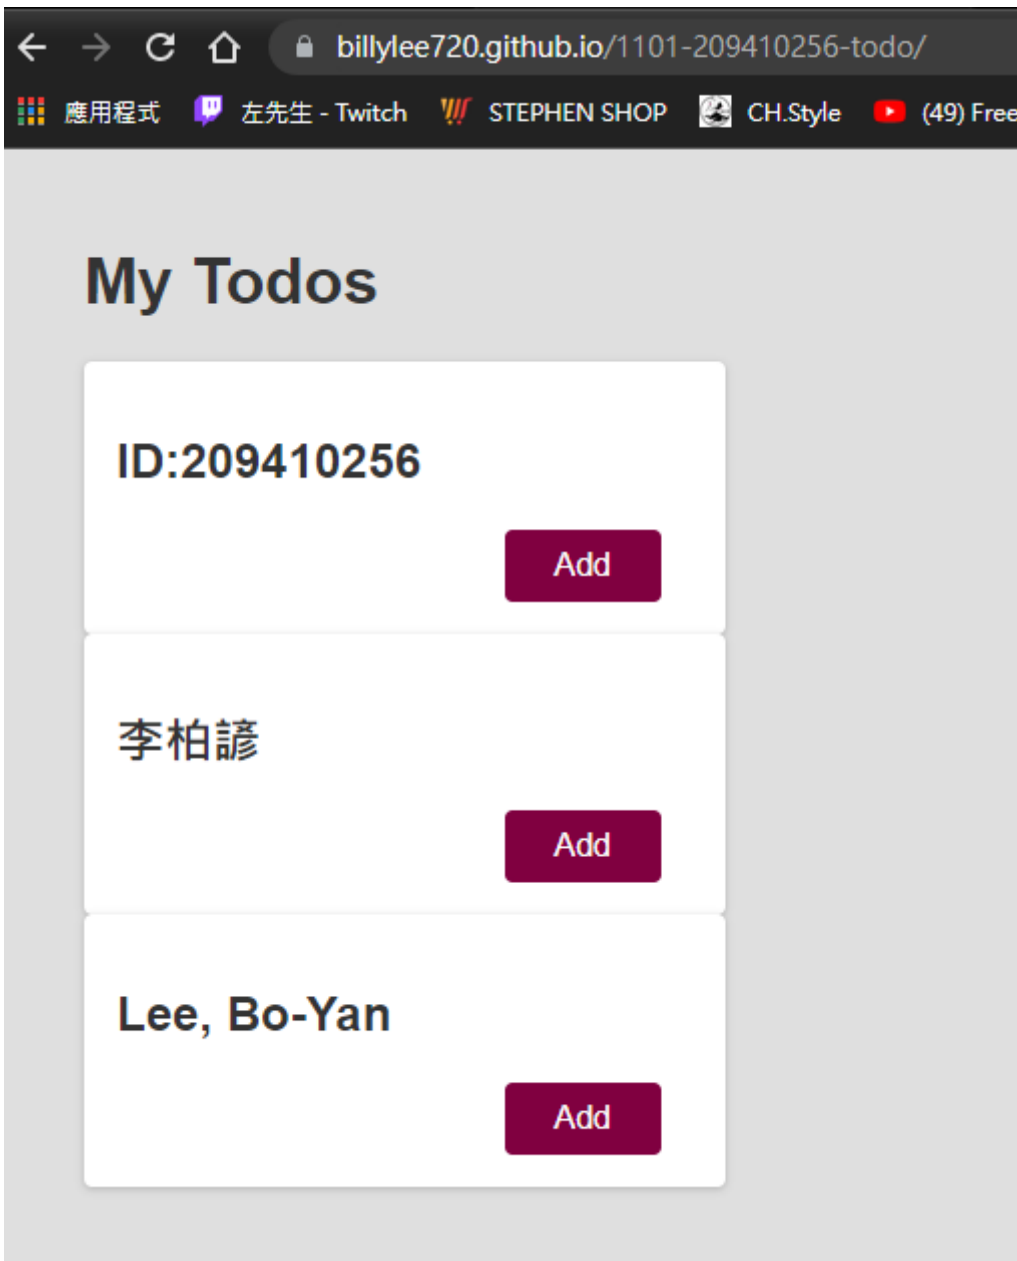 billylee720.github.io/1101-209410256-todo/
應用程式 左先生 - Twitch STEPHEN SHOP CH.Style (49) Free
My Todos
ID:209410256
Add
李柏諺
Add
Lee, Bo-Yan
Add